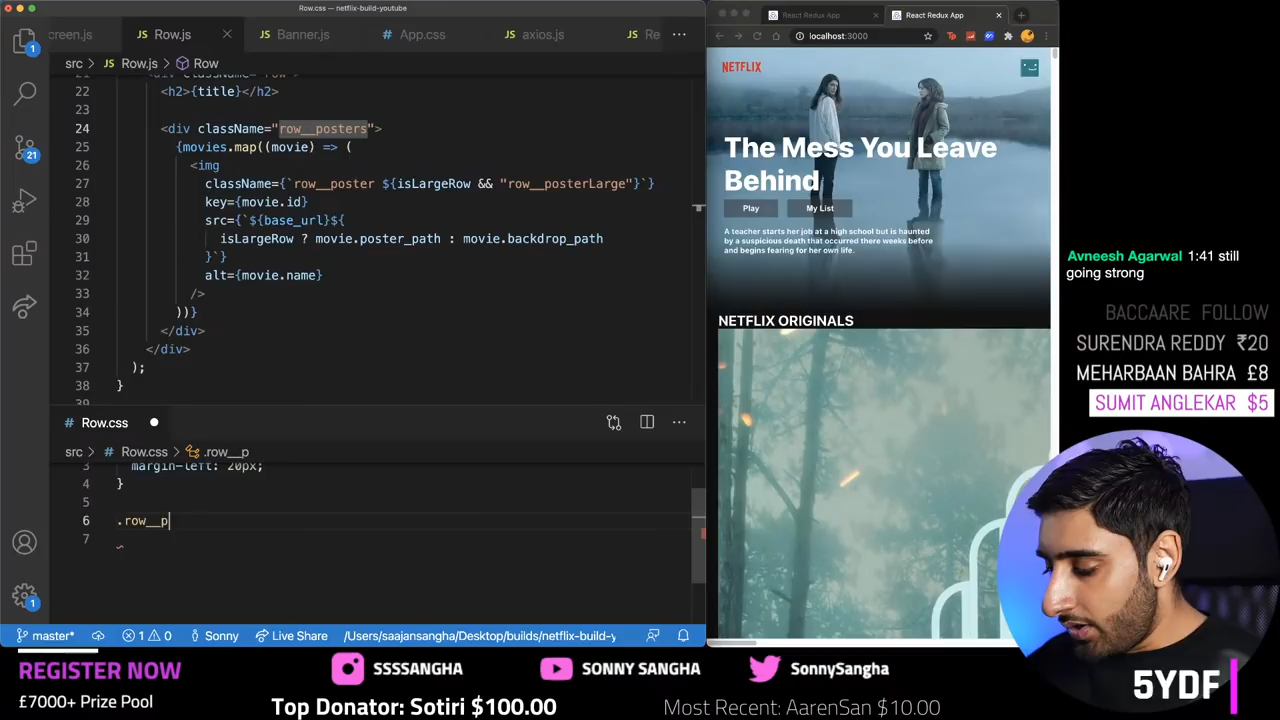 Row.css — netflix-build-youtube
creen.js
JS Row.js
JS Banner.js
# App.css
JS axios.js
JS Re
src > JS Row.js > Row
22 <h2>{title}</h2>
23
24 <div className="row__posters">
25 {movies.map((movie) => (
26 <img
27 className={`row__poster ${isLargeRow && "row__posterLarge"}`}
28 key={movie.id}
29 src={`${base_url}${
30 isLargeRow ? movie.poster_path : movie.backdrop_path
31 }`}
32 alt={movie.name}
33 />
34 ))}
35 </div>
36 </div>
37 );
38 }
39
# Row.css
src > # Row.css > .row__p
3 margin-left: 20px;
4 }
5
6 .row__p
7
1
21
1
master*
1 0
Sonny
Live Share
/Users/saajansangha/Desktop/builds/netflix-build-y
React Redux App
React Redux App
localhost:3000
NETFLIX
The Mess You Leave
Behind
Play
My List
A teacher starts her job at a high school but is haunted
by a suspicious death that occurred there weeks before
and begins fearing for her own life.
NETFLIX ORIGINALS
Avneesh Agarwal 1:41 still
going strong
BACCAARE FOLLOW
SURENDRA REDDY ₹20
MEHARBAAN BAHRA £8
SUMIT ANGLEKAR $5
REGISTER NOW
£7000+ Prize Pool
SSSSANGHA
SONNY SANGHA
SonnySangha
Top Donator: Sotiri $100.00
Most Recent: AarenSan $10.00
5YDF